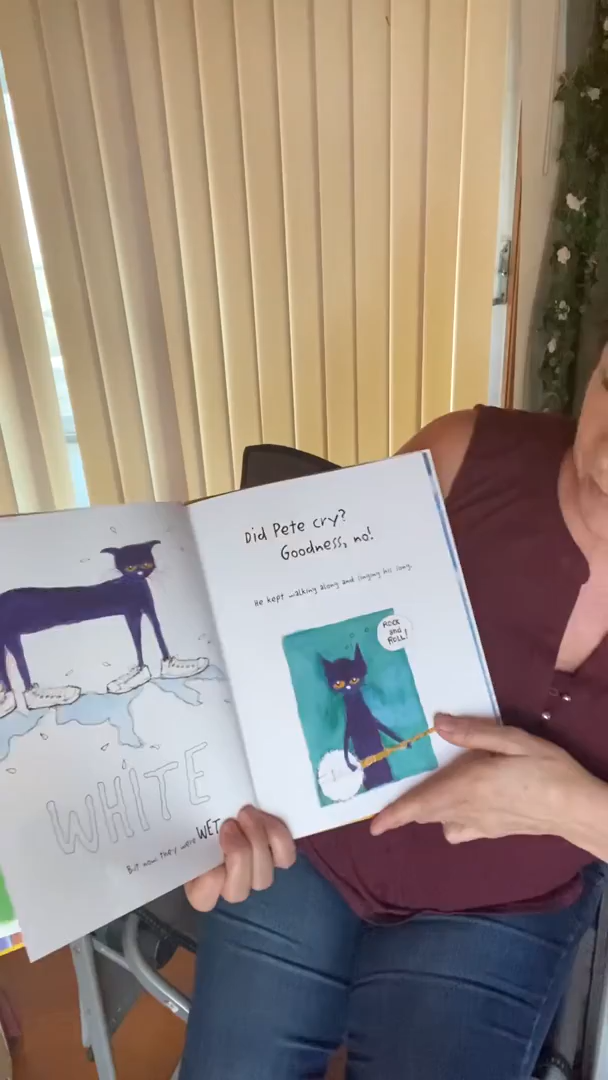 WHITE
But now they were WET.
Did Pete cry?
Goodness, no!
He kept walking along and singing his song.
ROCK
and
ROLL!